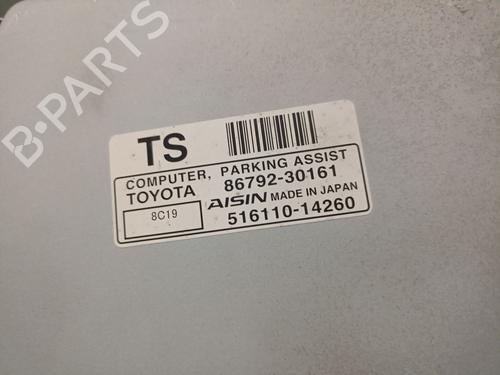 B-PARTS
TS
COMPUTER, PARKING ASSIST
TOYOTA 86792-30161
8C19 AISIN MADE IN JAPAN
516110-14260